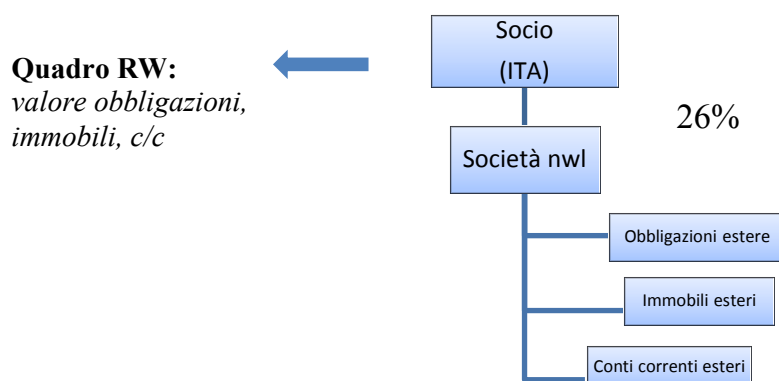 Quadro RW:
valore obbligazioni,
immobili, c/c
Socio
(ITA)
26%
Società nwl
Obbligazioni estere
Immobili esteri
Conti correnti esteri